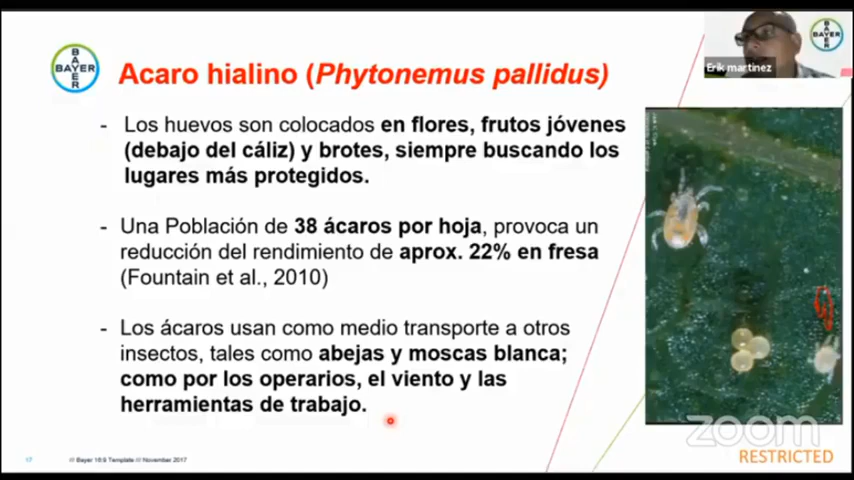 BAYER
BAYER
Acaro hialino (Phytonemus pallidus)
BAYER
Erik martinez
- Los huevos son colocados en flores, frutos jóvenes
(debajo del cáliz) y brotes, siempre buscando los
lugares más protegidos.
- Una Población de 38 ácaros por hoja, provoca un
reducción del rendimiento de aprox. 22% en fresa
(Fountain et al., 2010)
- Los ácaros usan como medio transporte a otros
insectos, tales como abejas y moscas blanca;
como por los operarios, el viento y las
herramientas de trabajo.
zoom
RESTRICTED
17 /// Bayer 16:9 Template /// November 2017